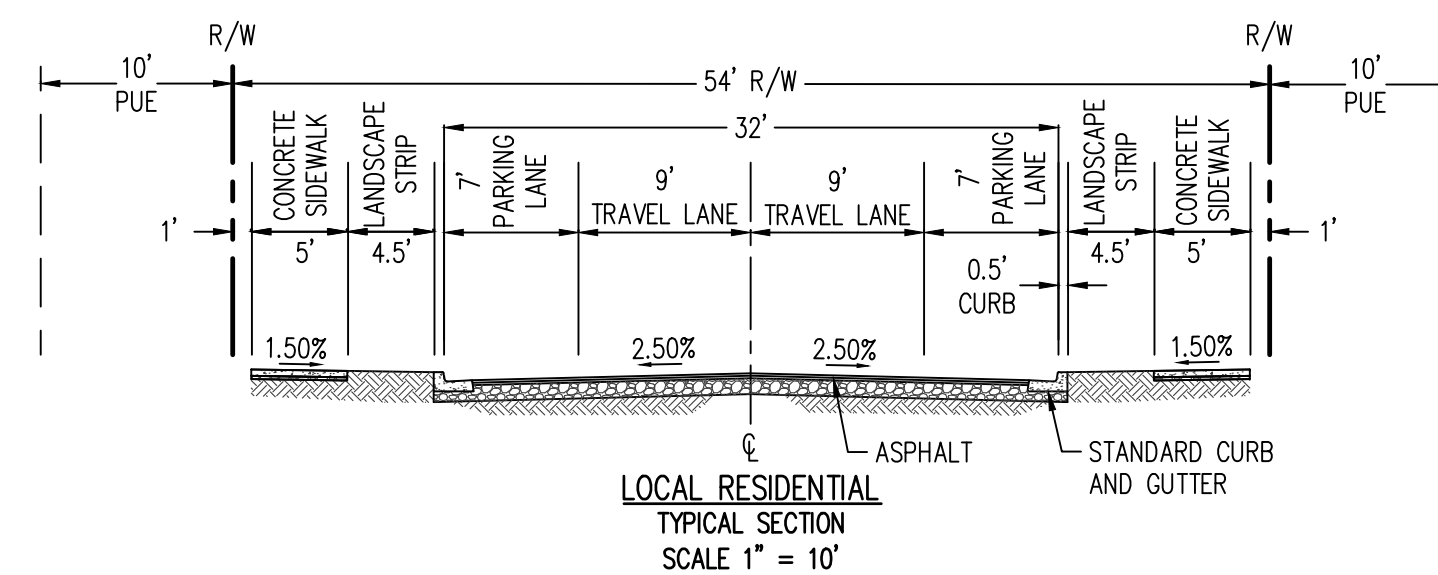 R/W
R/W
10'
PUE
54' R/W
10'
PUE
32'
CONCRETE
SIDEWALK
LANDSCAPE
STRIP
7'
PARKING
LANE
9'
TRAVEL LANE
9'
TRAVEL LANE
7'
PARKING
LANE
LANDSCAPE
STRIP
CONCRETE
SIDEWALK
1'
5'
4.5'
4.5'
5'
1'
0.5'
CURB
1.50%
2.50%
2.50%
1.50%
℄
ASPHALT
STANDARD CURB
AND GUTTER
LOCAL RESIDENTIAL
TYPICAL SECTION
SCALE 1" = 10'